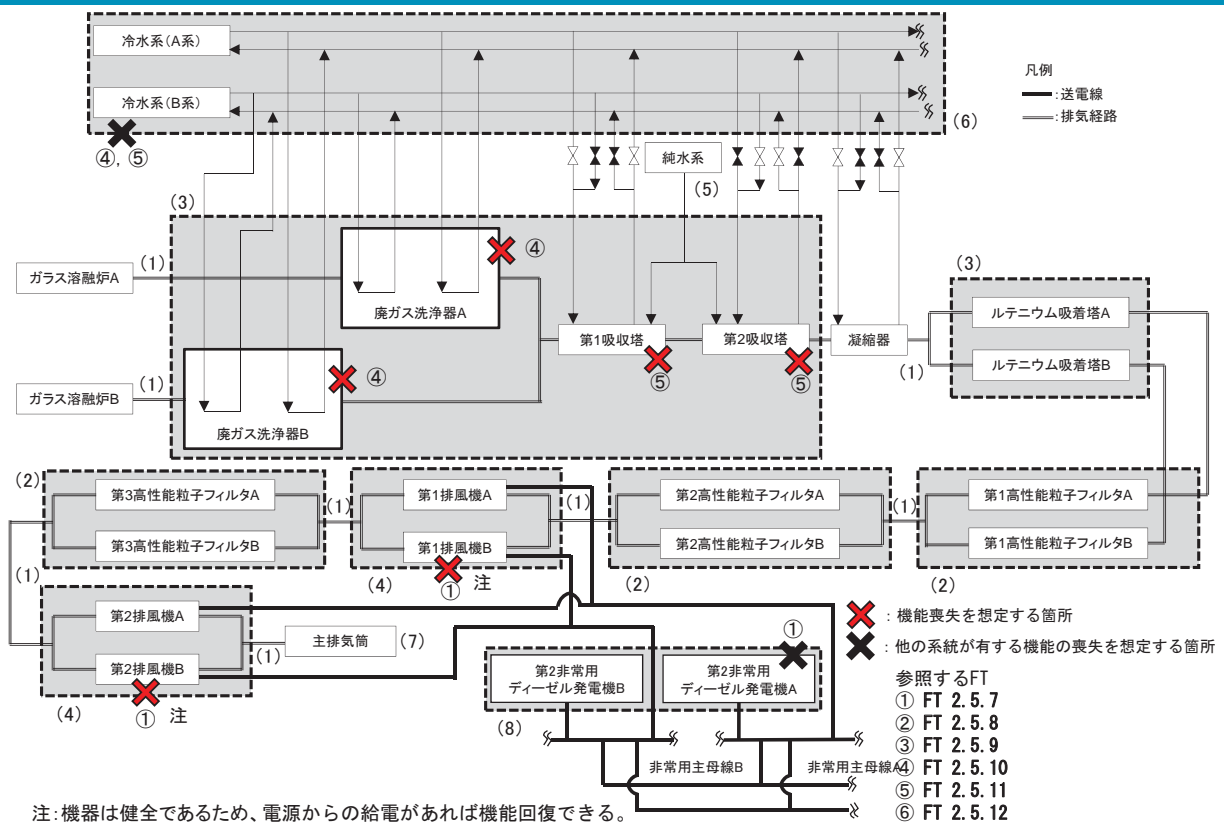 冷水系(A系)
冷水系(B系)
④, ⑤
(6)
凡例
:送電線
:排気経路
純水系
(5)
(3)
ガラス溶融炉A
(1)
④
廃ガス洗浄器A
第1吸収塔
⑤
第2吸収塔
⑤
凝縮器
(1)
(3)
ルテニウム吸着塔A
ルテニウム吸着塔B
ガラス溶融炉B
(1)
④
廃ガス洗浄器B
(2)
第3高性能粒子フィルタA
第3高性能粒子フィルタB
(1)
第1排風機A
第1排風機B
(4)
① 注
(1)
第2高性能粒子フィルタA
第2高性能粒子フィルタB
(2)
(1)
第1高性能粒子フィルタA
第1高性能粒子フィルタB
(2)
(1)
第2排風機A
第2排風機B
(4)
① 注
(1)
主排気筒
(7)
第2非常用
ディーゼル発電機B
①
第2非常用
ディーゼル発電機A
(8)
非常用主母線B
非常用主母線A
:機能喪失を想定する箇所
:他の系統が有する機能の喪失を想定する箇所
参照するFT
① FT 2.5.7
② FT 2.5.8
③ FT 2.5.9
④ FT 2.5.10
⑤ FT 2.5.11
⑥ FT 2.5.12
注:機器は健全であるため、電源からの給電があれば機能回復できる。